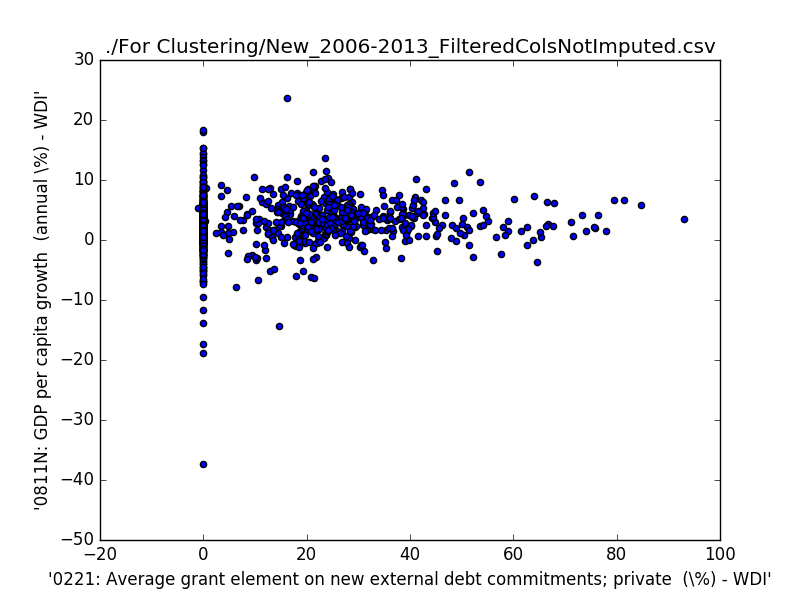 ./For Clustering/New_2006-2013_FilteredColsNotImputed.csv
30
20
10
0
−10
−20
−30
−40
−50
'0811N: GDP per capita growth  (annual \%) - WDI'
−20 0 20 40 60 80 100
'0221: Average grant element on new external debt commitments; private  (\%) - WDI'